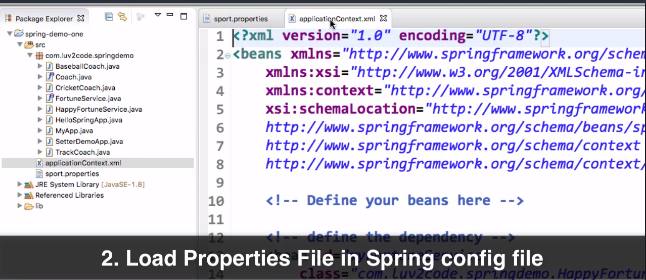 Package Explorer
spring-demo-one
src
com.luv2code.springdemo
BaseballCoach.java
Coach.java
CricketCoach.java
FortuneService.java
HappyFortuneService.java
HelloSpringApp.java
MyApp.java
SetterDemoApp.java
TrackCoach.java
applicationContext.xml
sport.properties
JRE System Library [JavaSE-1.8]
Referenced Libraries
lib
sport.properties
applicationContext.xml
1 <?xml version="1.0" encoding="UTF-8"?>
2 <beans xmlns="http://www.springframework.org/schem
3 xmlns:xsi="http://www.w3.org/2001/XMLSchema-in
4 xmlns:context="http://www.springframework.org/
5 xsi:schemaLocation="http://www.springframework
6 http://www.springframework.org/schema/beans/sp
7 http://www.springframework.org/schema/context
8 http://www.springframework.org/schema/context/
9
10 <!-- Define your beans here -->
11
12 <!-- define the dependency -->
class="com.luv2code.springdemo.HappyFortun
2. Load Properties File in Spring config file